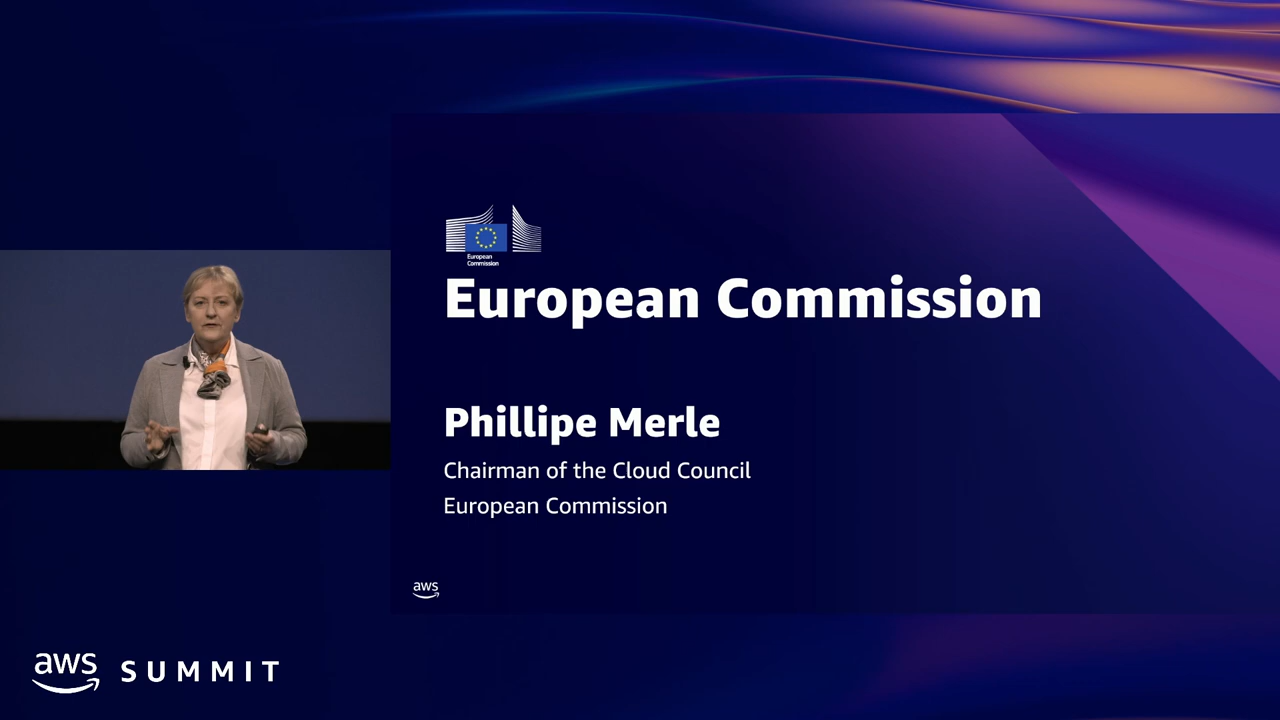 European
Commission
European Commission
Phillipe Merle
Chairman of the Cloud Council
European Commission
aws
aws SUMMIT